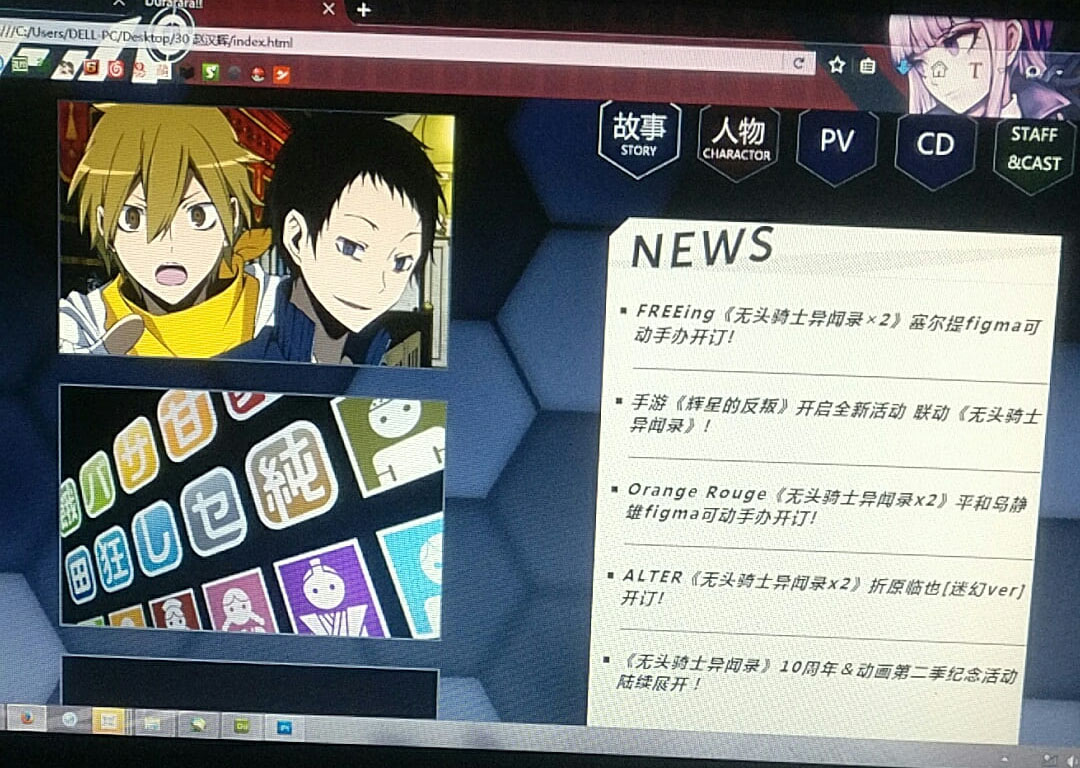 Durarara!!
///C:/Users/DELL-PC/Desktop/30 赵汉辉/index.html
故事
STORY
人物
CHARACTOR
PV
CD
STAFF
&CAST
NEWS
FREEing《无头骑士异闻录×2》塞尔提figma可
动手办开订!
手游《辉星的反叛》开启全新活动 联动《无头骑士
异闻录》!
Orange Rouge《无头骑士异闻录x2》平和岛静
雄figma可动手办开订!
ALTER《无头骑士异闻录x2》折原临也[迷幻ver]
开订!
《无头骑士异闻录》10周年&动画第二季纪念活动
陆续展开！
甘
サ
バ
純
セ
し
狂
田